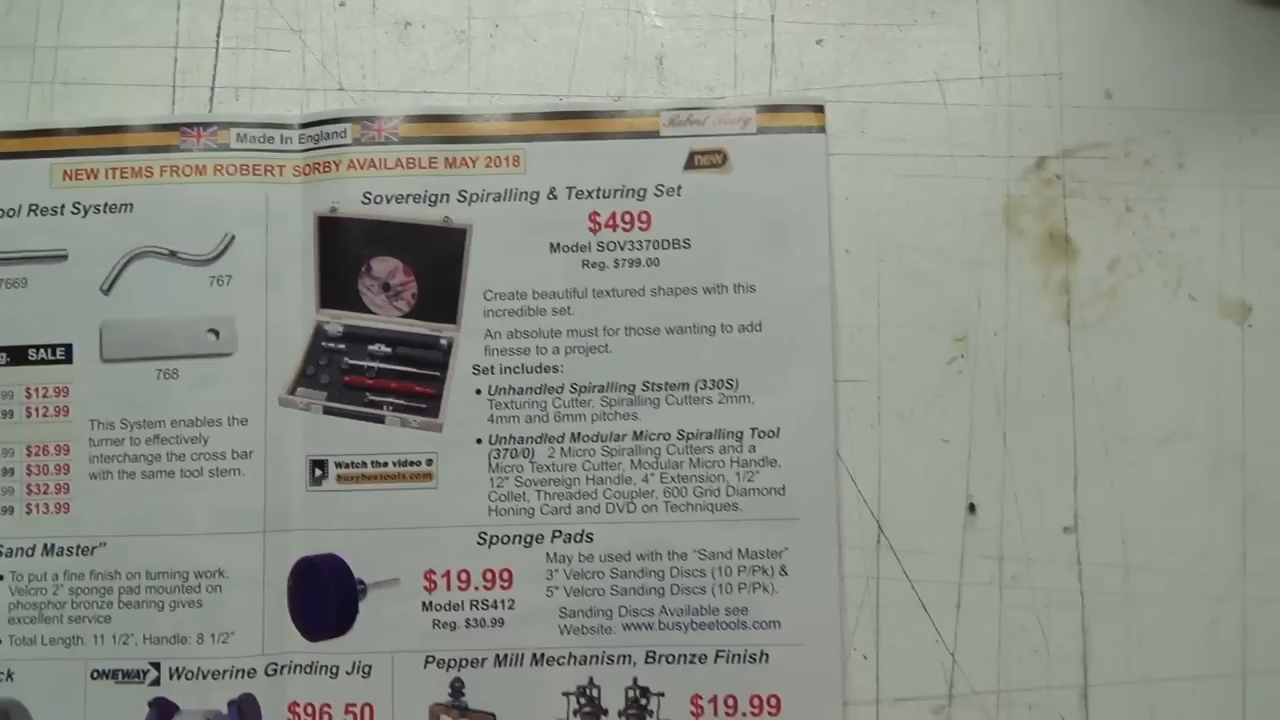 Made In England
Robert Sorby
NEW ITEMS FROM ROBERT SORBY AVAILABLE MAY 2018
new
ool Rest System
7669
767
768
g. SALE
99 $12.99
99 $12.99
99 $26.99
99 $30.99
99 $32.99
99 $13.99
This System enables the
turner to effectively
interchange the cross bar
with the same tool stem.
Sovereign Spiralling & Texturing Set
$499
Model SOV3370DBS
Reg. $799.00
Create beautiful textured shapes with this
incredible set.
An absolute must for those wanting to add
finesse to a project.
Set includes:
• Unhandled Spiralling Ststem (330S)
Texturing Cutter, Spiralling Cutters 2mm,
4mm and 6mm pitches.
• Unhandled Modular Micro Spiralling Tool
(370/0) 2 Micro Spiralling Cutters and a
Micro Texture Cutter, Modular Micro Handle,
12" Sovereign Handle, 4" Extension, 1/2"
Collet, Threaded Coupler, 600 Grid Diamond
Honing Card and DVD on Techniques.
Watch the video @
busybeetools.com
Sand Master"
• To put a fine finish on turning work.
Velcro 2" sponge pad mounted on
phosphor bronze bearing gives
excellent service
• Total Length. 11 1/2", Handle: 8 1/2"
Sponge Pads
$19.99
Model RS412
Reg. $30.99
May be used with the "Sand Master"
3" Velcro Sanding Discs (10 P/Pk) &
5" Velcro Sanding Discs (10 P/Pk).
Sanding Discs Available see
Website: www.busybeetools.com
ck
ONEWAY Wolverine Grinding Jig
$96.50
Pepper Mill Mechanism, Bronze Finish
$19.99